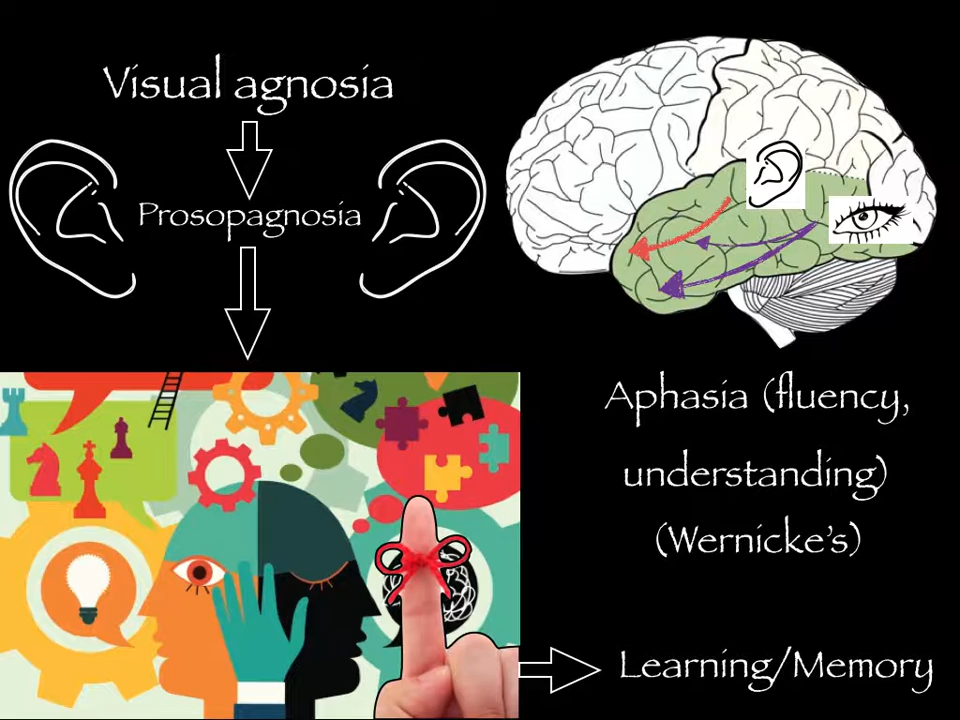 Visual agnosia
Prosopagnosia
Aphasia (fluency,
understanding)
(Wernicke's)
Learning/Memory